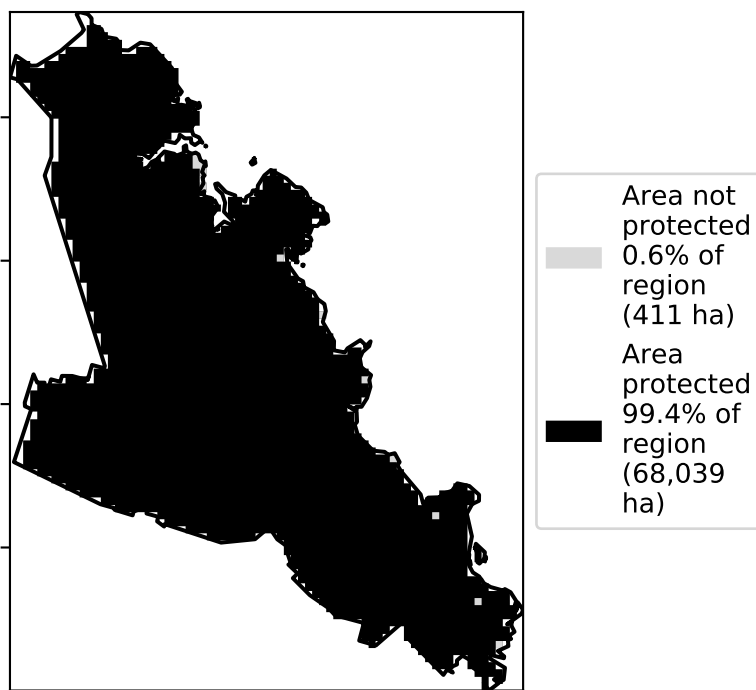 Area not
protected
0.6% of
region
(411 ha)
Area
protected
99.4% of
region
(68,039
ha)